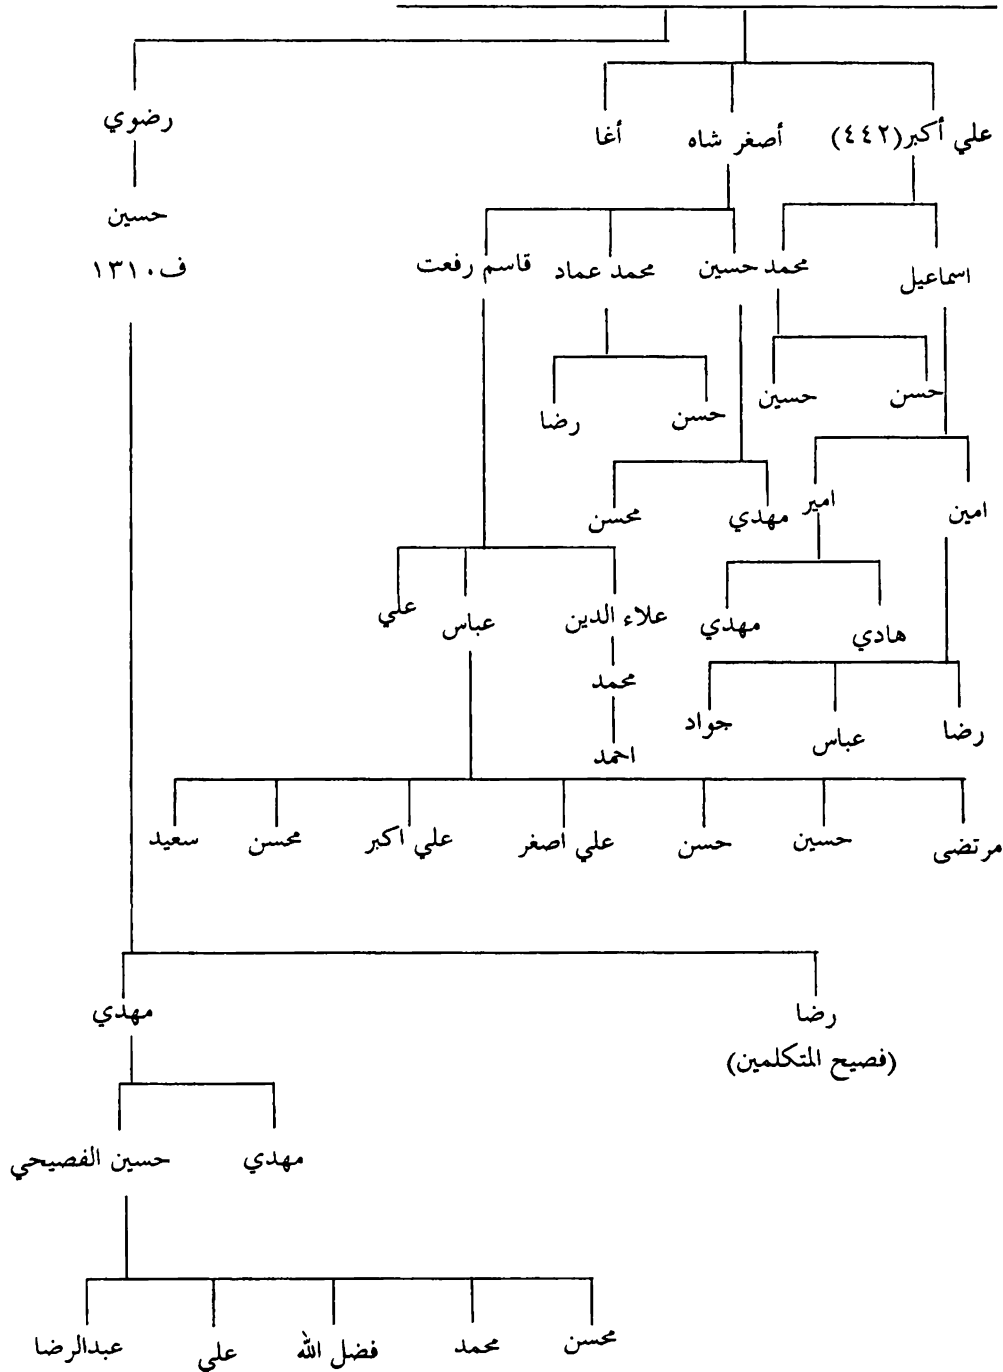 علي أكبر(٤٤٢) أصغر شاه أغا رضوي
حسين
ف١٣١٠
اسماعيل محمد حسين محمد عماد قاسم رفعت
حسن حسين حسن رضا
امين امير مهدي محسن
هادي مهدي علاء الدين عباس علي
محمد
رضا عباس جواد
احمد
مرتضى حسين حسن علي اصغر علي اكبر محسن سعيد
رضا مهدي
(فصيح المتكلمين)
مهدي حسين الفصيحي
محسن محمد فضل الله علي عبدالرضا